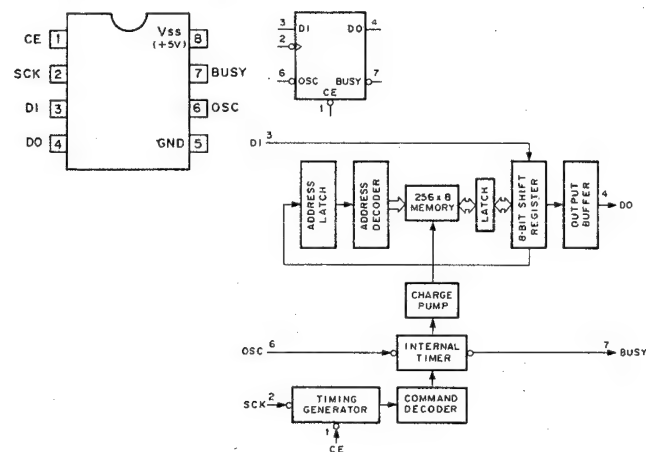 CE 1
SCK 2
DI 3
DO 4
Vss 8
(+5V)
7 BUSY
6 OSC
GND 5
3 DI DO 4
2
6 OSC BUSY 7
CE
1
DI 3
ADDRESS
LATCH
ADDRESS
DECODER
256 x 8
MEMORY
LATCH
8-BIT SHIFT
REGISTER
OUTPUT
BUFFER
4 DO
CHARGE
PUMP
OSC 6
INTERNAL
TIMER
7 BUSY
SCK 2
TIMING
GENERATOR
COMMAND
DECODER
1
CE